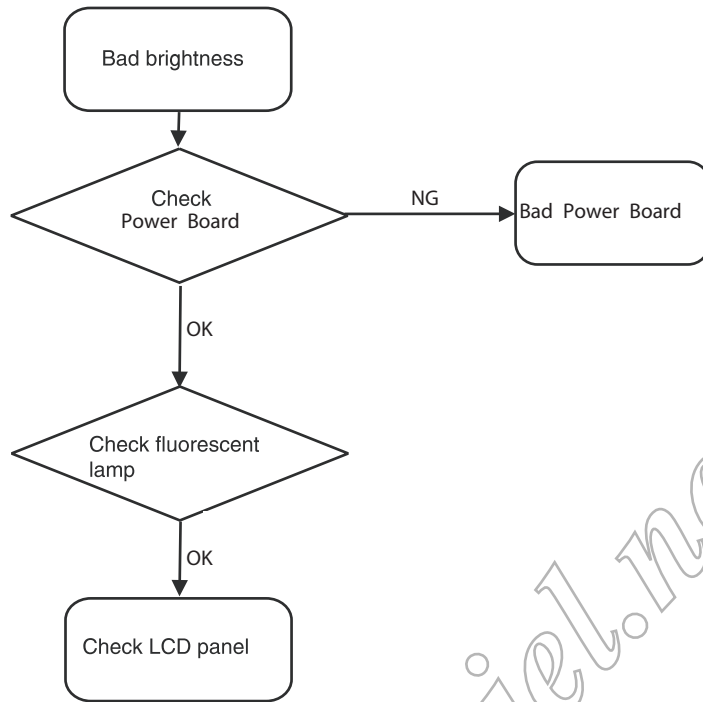 Bad brightness
Check
Power Board
NG
Bad Power Board
OK
Check fluorescent
lamp
OK
Check LCD panel